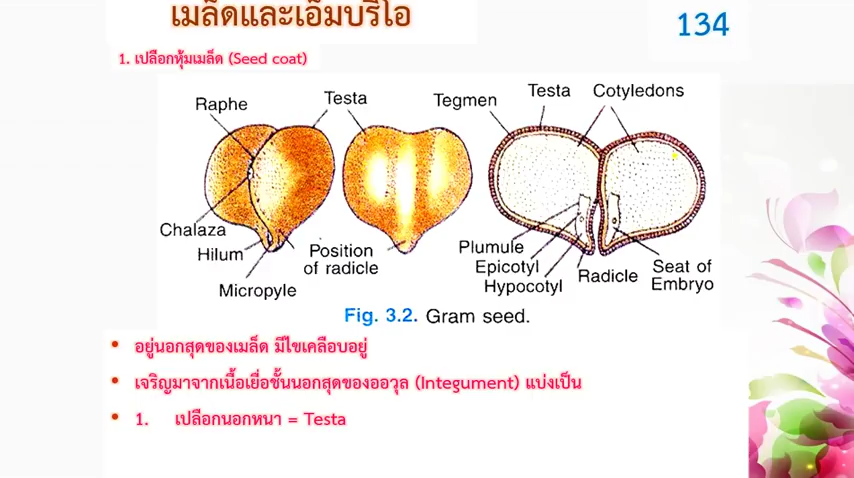 เมล็ดและเอ็มบริโอ
134
1. เปลือกหุ้มเมล็ด (Seed coat)
Raphe
Testa
Tegmen
Testa
Cotyledons
Chalaza
Hilum
Micropyle
Position
of radicle
Plumule
Epicotyl
Hypocotyl
Radicle
Seat of
Embryo
Fig. 3.2. Gram seed.
• อยู่นอกสุดของเมล็ด มีไขเคลือบอยู่
• เจริญมาจากเนื้อเยื่อชั้นนอกสุดของออวุล (Integument) แบ่งเป็น
• 1. เปลือกนอกหนา = Testa